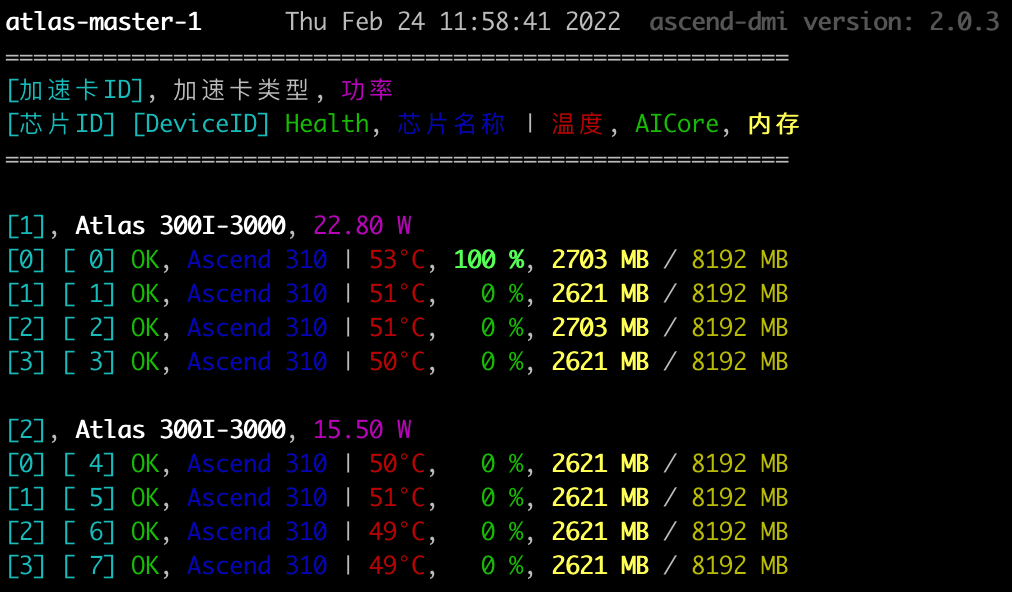 atlas-master-1      Thu Feb 24 11:58:41 2022  ascend-dmi version: 2.0.3
========================================================
[加速卡ID], 加速卡类型, 功率
[芯片ID] [DeviceID] Health, 芯片名称 | 温度, AICore, 内存
========================================================
[1], Atlas 300I-3000, 22.80 W
[0] [ 0] OK, Ascend 310 | 53°C, 100 %, 2703 MB / 8192 MB
[1] [ 1] OK, Ascend 310 | 51°C,   0 %, 2621 MB / 8192 MB
[2] [ 2] OK, Ascend 310 | 51°C,   0 %, 2703 MB / 8192 MB
[3] [ 3] OK, Ascend 310 | 50°C,   0 %, 2621 MB / 8192 MB
[2], Atlas 300I-3000, 15.50 W
[0] [ 4] OK, Ascend 310 | 50°C,   0 %, 2621 MB / 8192 MB
[1] [ 5] OK, Ascend 310 | 51°C,   0 %, 2621 MB / 8192 MB
[2] [ 6] OK, Ascend 310 | 49°C,   0 %, 2621 MB / 8192 MB
[3] [ 7] OK, Ascend 310 | 49°C,   0 %, 2621 MB / 8192 MB